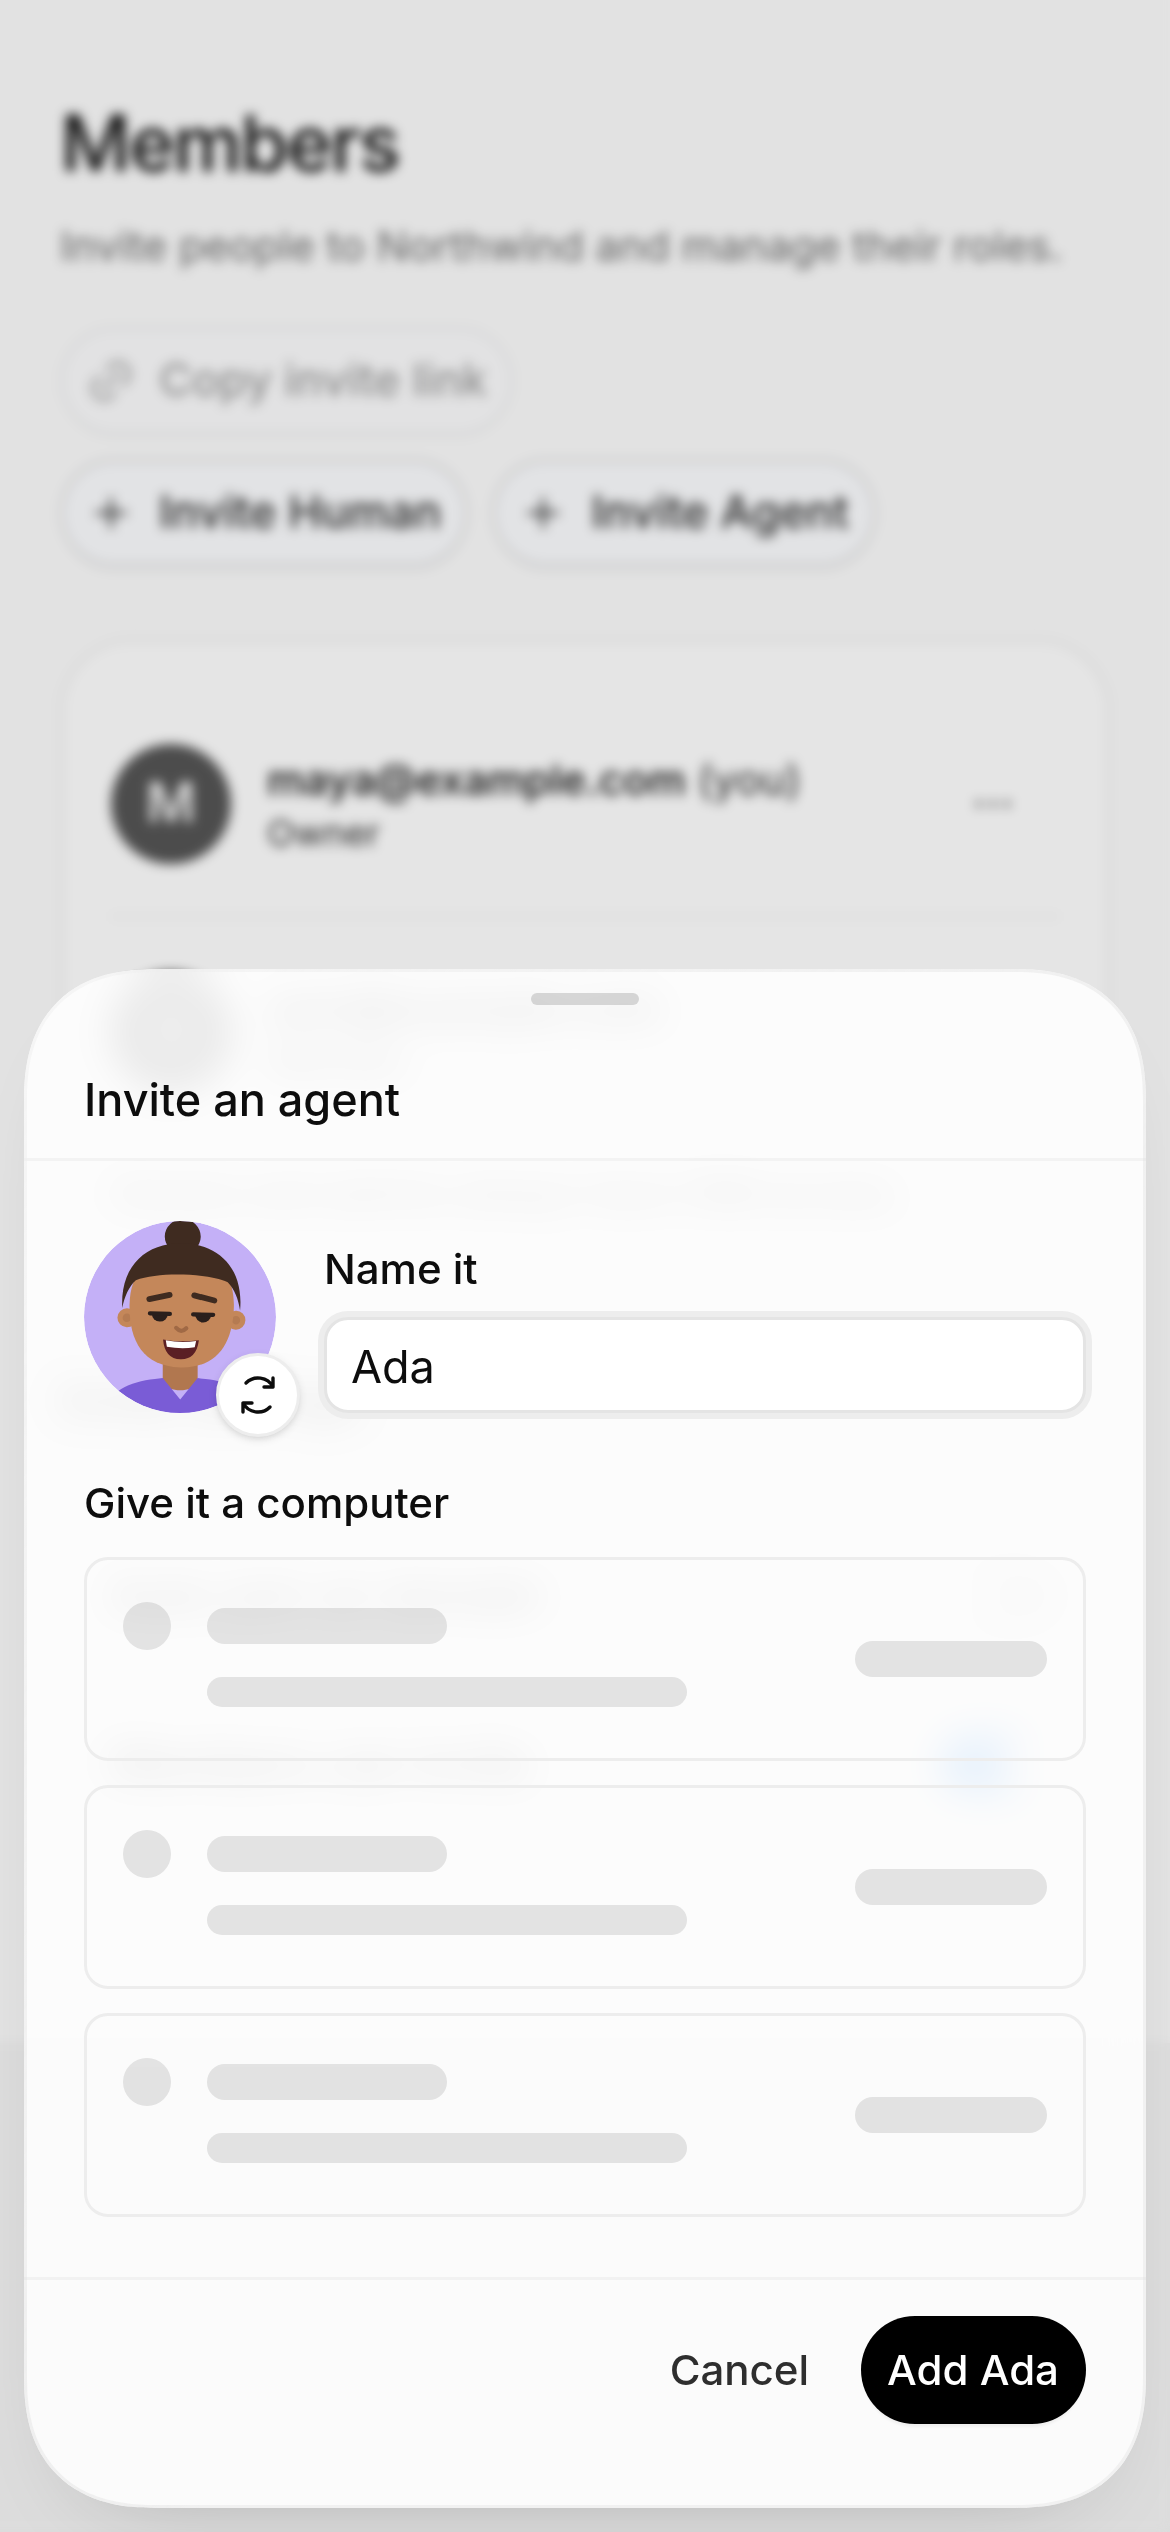 Members
Invite people to Northwind and manage their roles.
Copy invite link
+ Invite Human
+ Invite Agent
M
maya@example.com (you)
Owner
Invite an agent
Name it
Ada
Give it a computer
Cancel
Add Ada